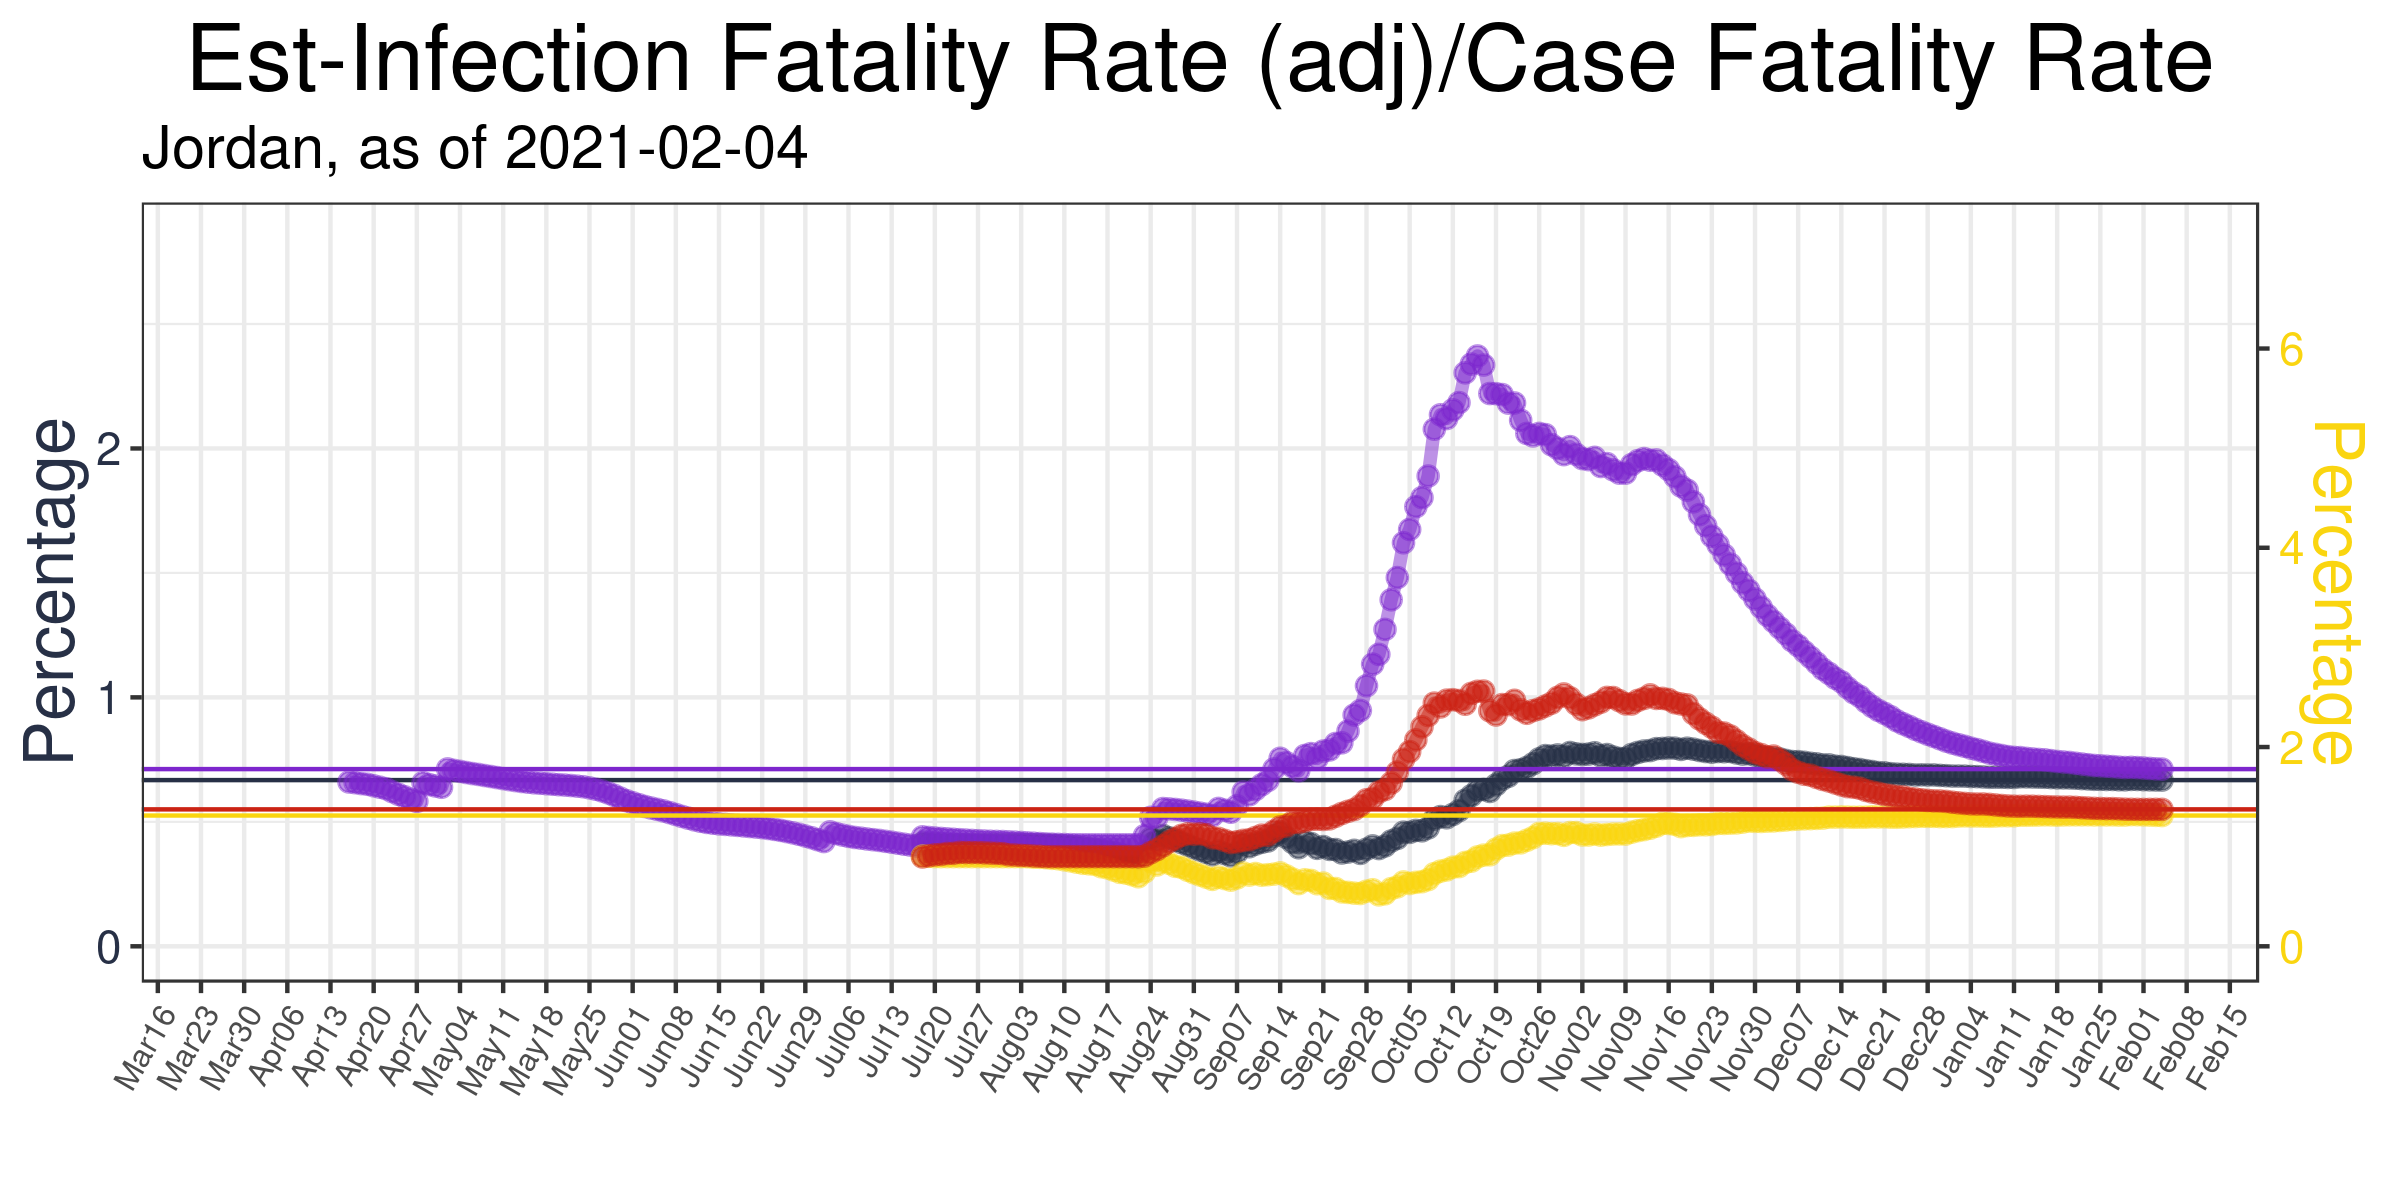 Est-Infection Fatality Rate (adj)/Case Fatality Rate
Jordan, as of 2021-02-04
Percentage
2
1
0
6
4
2
0
Percentage
Mar16
Mar23
Mar30
Apr06
Apr13
Apr20
Apr27
May04
May11
May18
May25
Jun01
Jun08
Jun15
Jun22
Jun29
Jul06
Jul13
Jul20
Jul27
Aug03
Aug10
Aug17
Aug24
Aug31
Sep07
Sep14
Sep21
Sep28
Oct05
Oct12
Oct19
Oct26
Nov02
Nov09
Nov16
Nov23
Nov30
Dec07
Dec14
Dec21
Dec28
Jan04
Jan11
Jan18
Jan25
Feb01
Feb08
Feb15